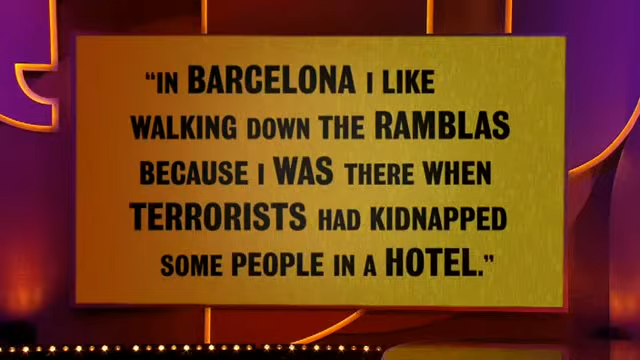 “IN BARCELONA I LIKE
WALKING DOWN THE RAMBLAS
BECAUSE I WAS THERE WHEN
TERRORISTS HAD KIDNAPPED
SOME PEOPLE IN A HOTEL.”